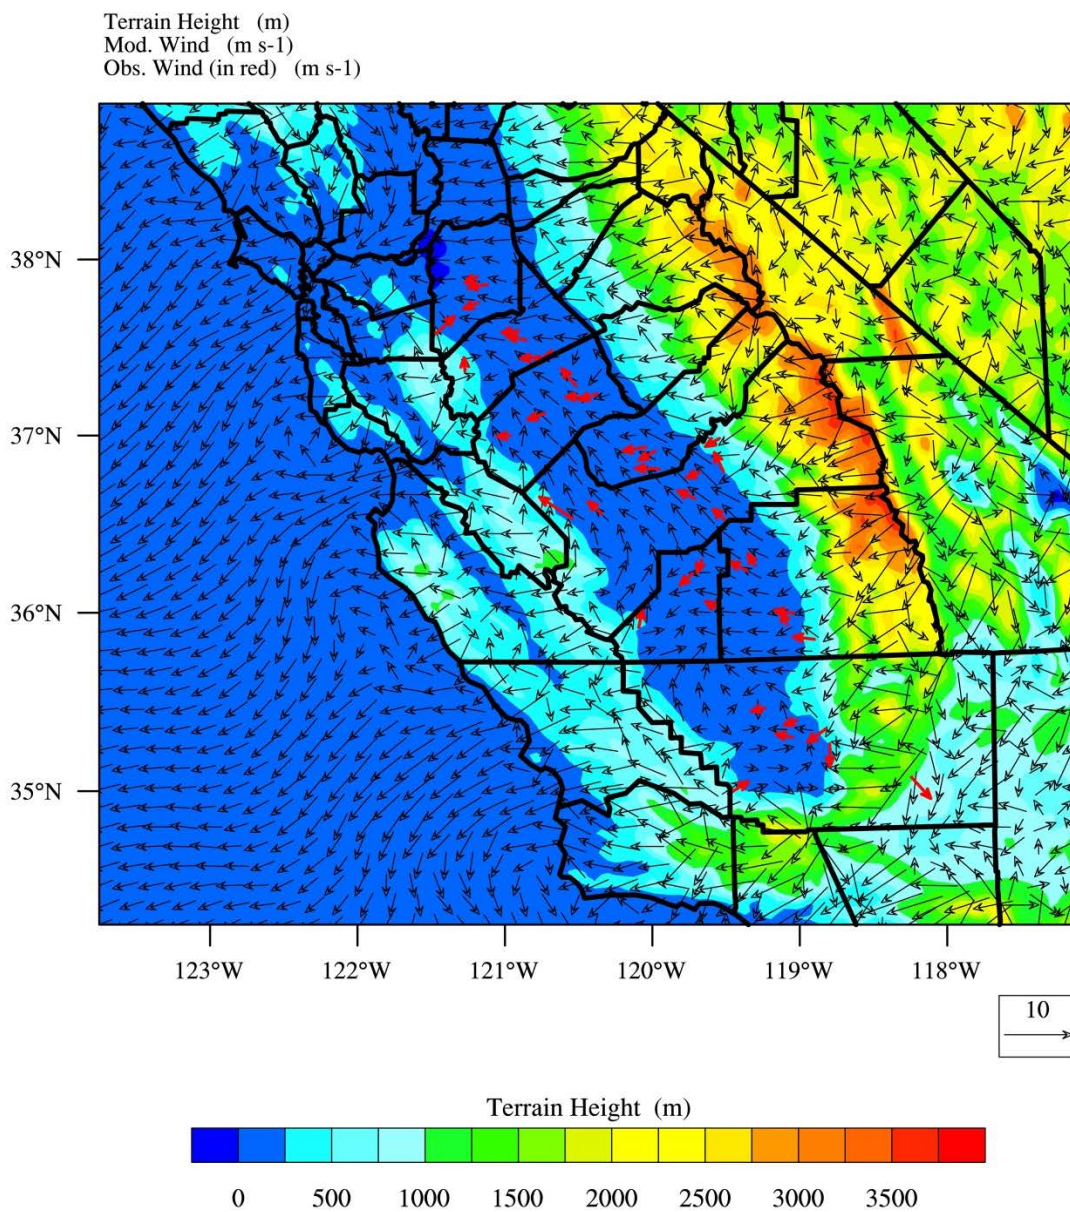 Terrain Height (m)
Mod. Wind (m s-1)
Obs. Wind (in red) (m s-1)
38°N
37°N
36°N
35°N
123°W 122°W 121°W 120°W 119°W 118°W
10
Terrain Height (m)
0 500 1000 1500 2000 2500 3000 3500